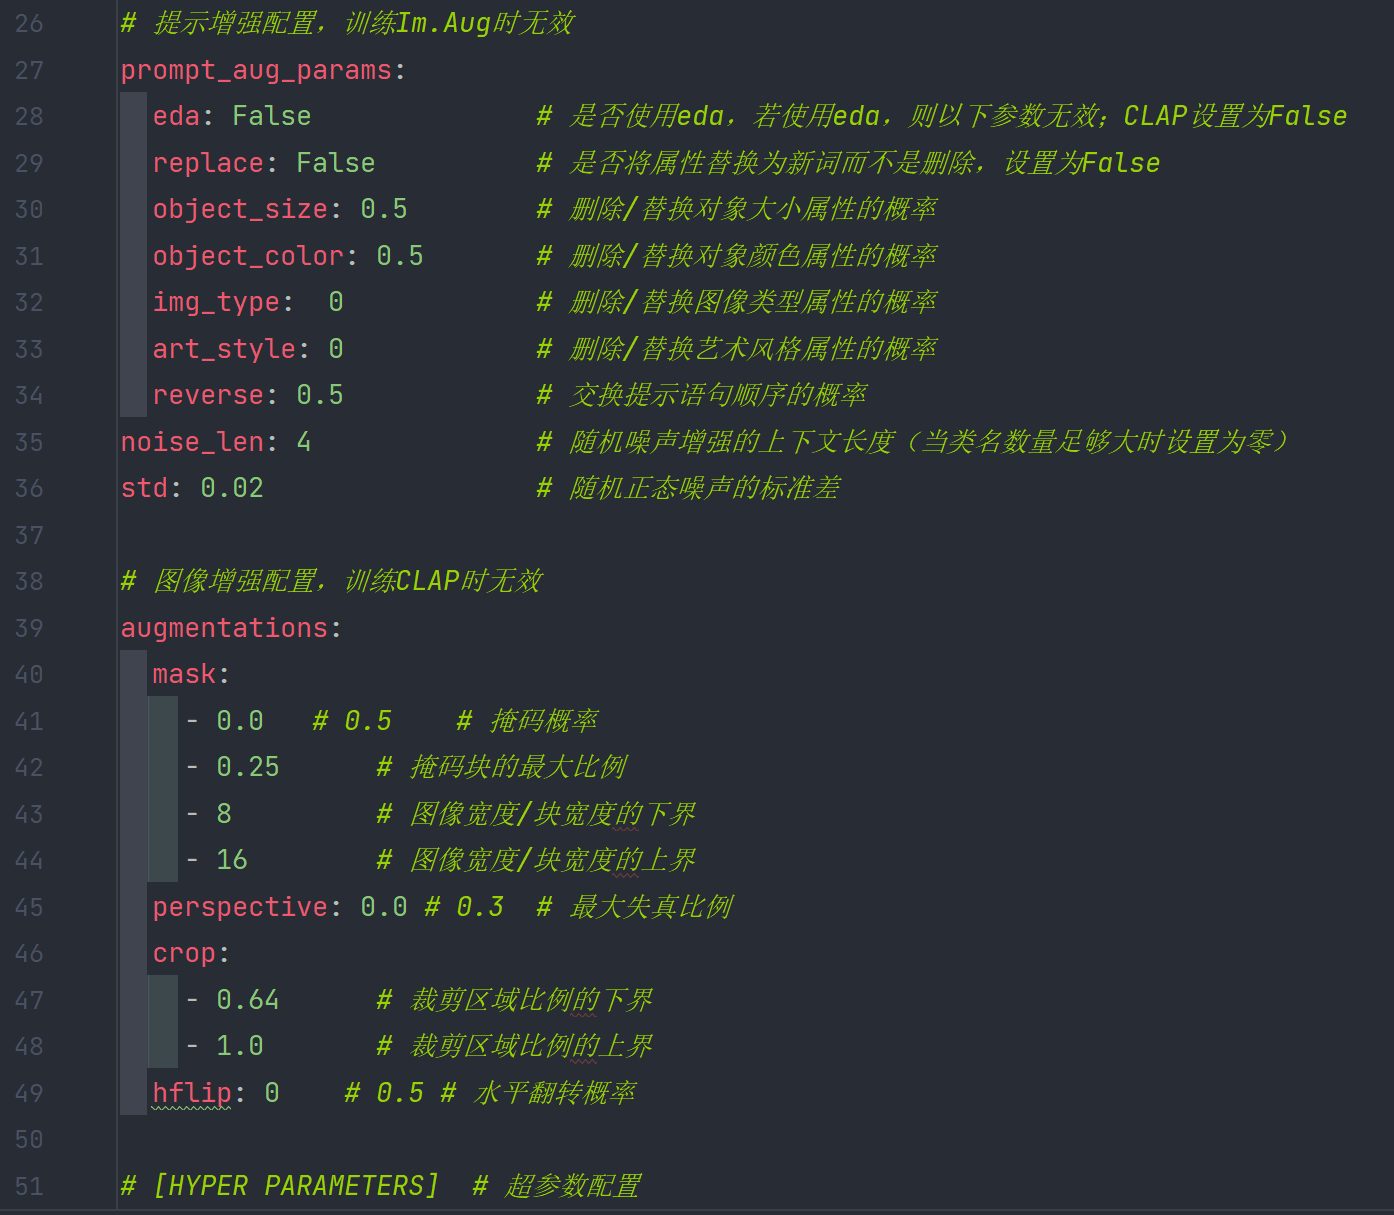 26 # 提示增强配置，训练Im.Aug时无效
27 prompt_aug_params:
28 eda: False # 是否使用eda，若使用eda，则以下参数无效；CLAP设置为False
29 replace: False # 是否将属性替换为新词而不是删除，设置为False
30 object_size: 0.5 # 删除/替换对象大小属性的概率
31 object_color: 0.5 # 删除/替换对象颜色属性的概率
32 img_type:  0 # 删除/替换图像类型属性的概率
33 art_style: 0 # 删除/替换艺术风格属性的概率
34 reverse: 0.5 # 交换提示语句顺序的概率
35 noise_len: 4 # 随机噪声增强的上下文长度（当类名数量足够大时设置为零）
36 std: 0.02 # 随机正态噪声的标准差
37
38 # 图像增强配置，训练CLAP时无效
39 augmentations:
40 mask:
41 - 0.0 # 0.5 # 掩码概率
42 - 0.25 # 掩码块的最大比例
43 - 8 # 图像宽度/块宽度的下界
44 - 16 # 图像宽度/块宽度的上界
45 perspective: 0.0 # 0.3 # 最大失真比例
46 crop:
47 - 0.64 # 裁剪区域比例的下界
48 - 1.0 # 裁剪区域比例的上界
49 hflip: 0 # 0.5 # 水平翻转概率
50
51 # [HYPER PARAMETERS] # 超参数配置